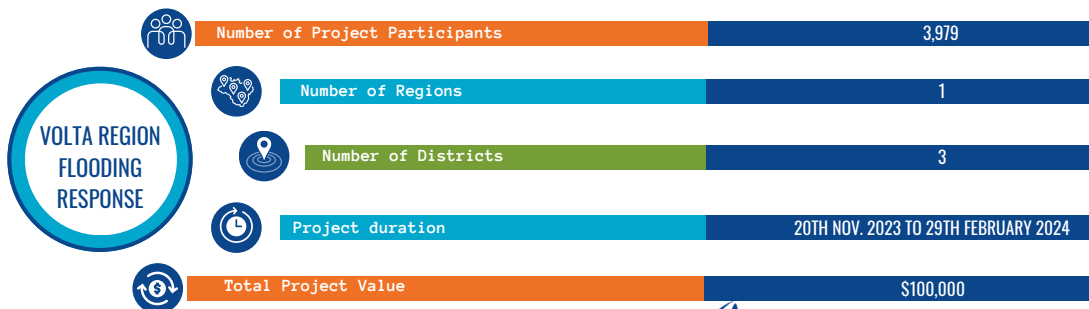 Number of Project Participants 3,979
Number of Regions 1
VOLTA REGION
FLOODING
RESPONSE
Number of Districts 3
Project duration 20TH NOV. 2023 TO 29TH FEBRUARY 2024
Total Project Value $100,000